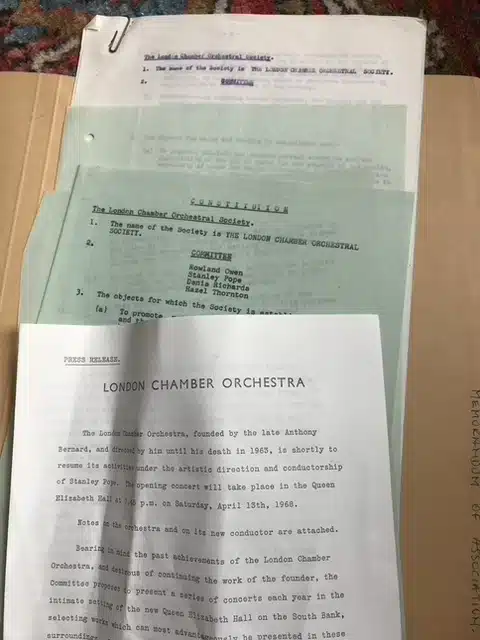 The London Chamber Orchestral Society.
1. The name of the Society is THE LONDON CHAMBER ORCHESTRAL SOCIETY.
2. COMMITTEE
CONSTITUTION
The London Chamber Orchestral Society.
1. The name of the Society is THE LONDON CHAMBER ORCHESTRAL
SOCIETY.
2. COMMITTEE
Rowland Owen
Stanley Pope
Denis Richards
Hazel Thornton
3. The objects for which the Society is
(a) To promote
and
PRESS RELEASE.
LONDON CHAMBER ORCHESTRA
The London Chamber Orchestra, founded by the late Anthony
Bernard, and directed by him until his death in 1963, is shortly to
resume its activities under the artistic direction and conductorship
of Stanley Pope. The opening concert will take place in the Queen
Elizabeth Hall at 7.45 p.m. on Saturday, April 13th, 1968.
Notes on the orchestra and on its new conductor are attached.
Bearing in mind the past achievements of the London Chamber
Orchestra, and desirous of continuing the work of the founder, the
Committee proposes to present a series of concerts each year in the
intimate setting of the new Queen Elizabeth Hall on the South Bank,
selecting works which can most advantageously be presented in these
surroundings
MEMORANDUM OF ASSOCIATION.